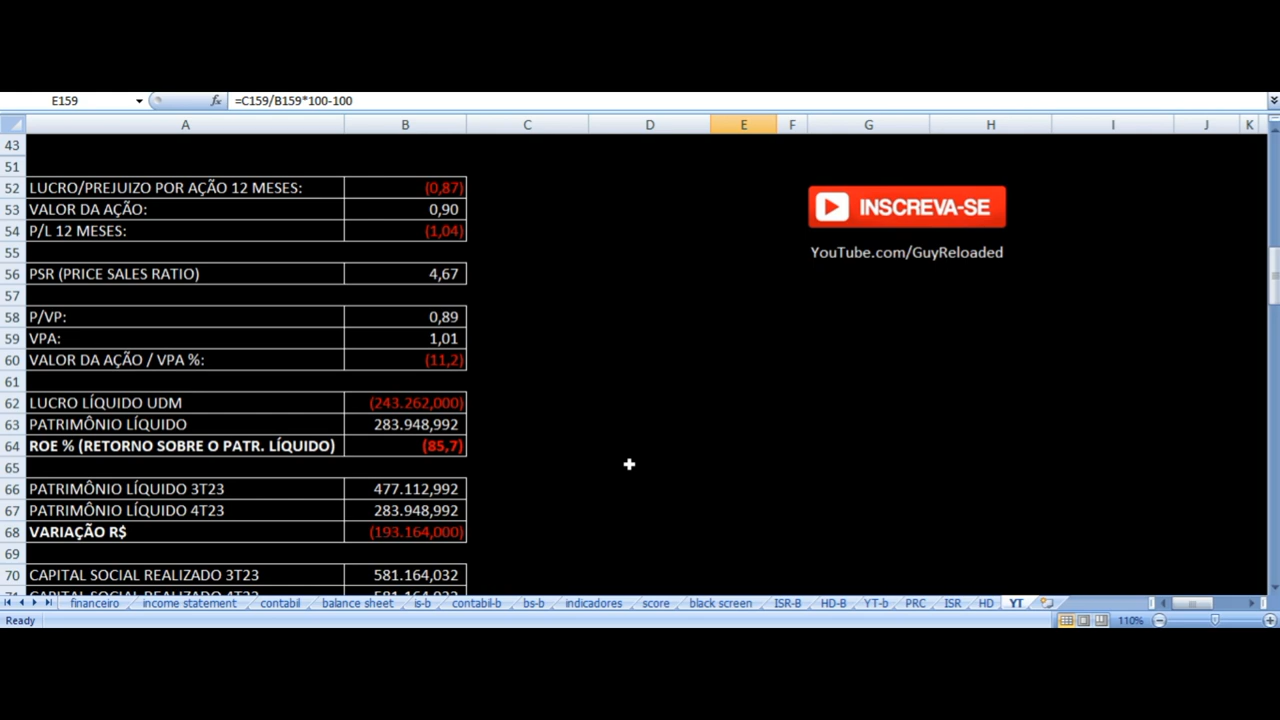 E159 fx =C159/B159*100-100
A B C D E F G H I J K
43
51
52 LUCRO/PREJUIZO POR AÇÃO 12 MESES: (0,87)
INSCREVA-SE
53 VALOR DA AÇÃO: 0,90
54 P/L 12 MESES: (1,04)
55 YouTube.com/GuyReloaded
56 PSR (PRICE SALES RATIO) 4,67
57
58 P/VP: 0,89
59 VPA: 1,01
60 VALOR DA AÇÃO / VPA %: (11,2)
61
62 LUCRO LÍQUIDO UDM (243.262,000)
63 PATRIMÔNIO LÍQUIDO 283.948,992
64 ROE % (RETORNO SOBRE O PATR. LÍQUIDO) (85,7)
65
66 PATRIMÔNIO LÍQUIDO 3T23 477.112,992
67 PATRIMÔNIO LÍQUIDO 4T23 283.948,992
68 VARIAÇÃO R$ (193.164,000)
69
70 CAPITAL SOCIAL REALIZADO 3T23 581.164,032
financeiro income statement contabil balance sheet is-b contabil-b bs-b indicadores score black screen ISR-B HD-B YT-b PRC ISR HD YT
Ready 110%